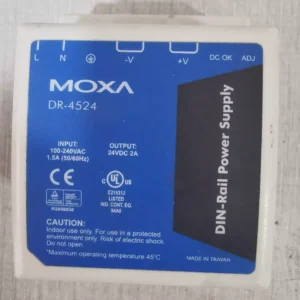 L N -V +V DC OK ADJ
MOXA
DR-4524
INPUT:
100-240VAC
1.5A (50/60Hz)
OUTPUT:
24VDC 2A
CE
UL
LISTED
NO. CONT. EQ.
CAUTION:
Indoor use only. For use in a protected
environment only. Risk of electric shock.
Do not open
*Maximum operating temperature 45°C
MADE IN TAIWAN
DIN-Rail Power Supply